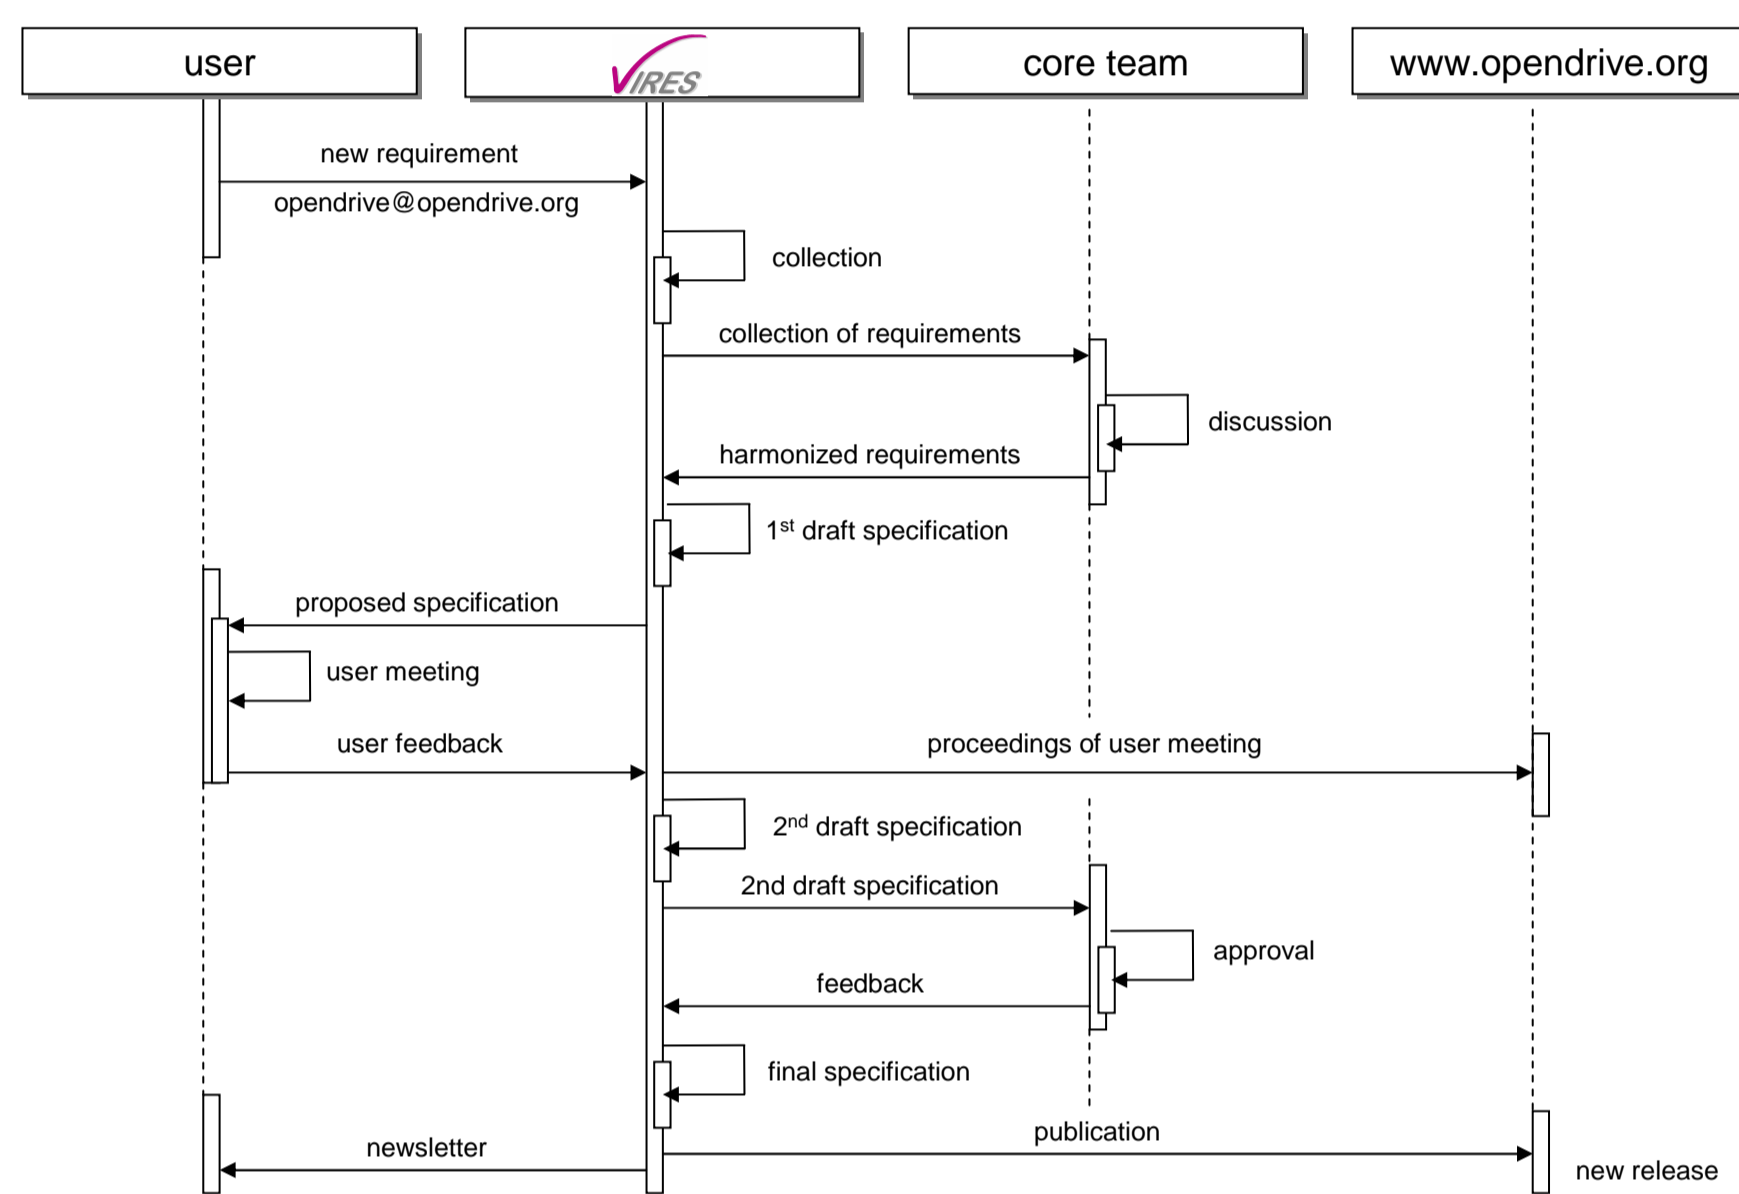 user
VIRES
core team
www.opendrive.org
new requirement
opendrive@opendrive.org
collection
collection of requirements
discussion
harmonized requirements
1st draft specification
proposed specification
user meeting
user feedback
proceedings of user meeting
2nd draft specification
2nd draft specification
approval
feedback
final specification
publication
newsletter
new release